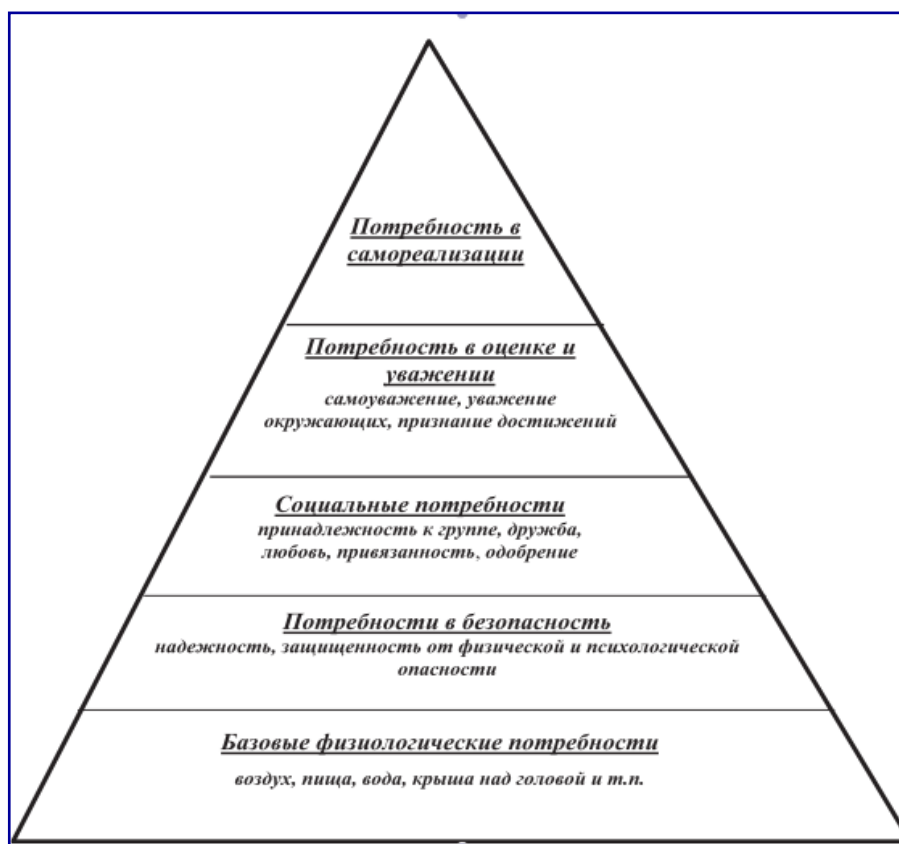 Потребность в
самореализации
Потребность в оценке и
уважении
самоуважение, уважение
окружающих, признание достижений
Социальные потребности
принадлежность к группе, дружба,
любовь, привязанность, одобрение
Потребности в безопасность
надежность, защищенность от физической и психологической
опасности
Базовые физиологические потребности
воздух, пища, вода, крыша над головой и т.п.